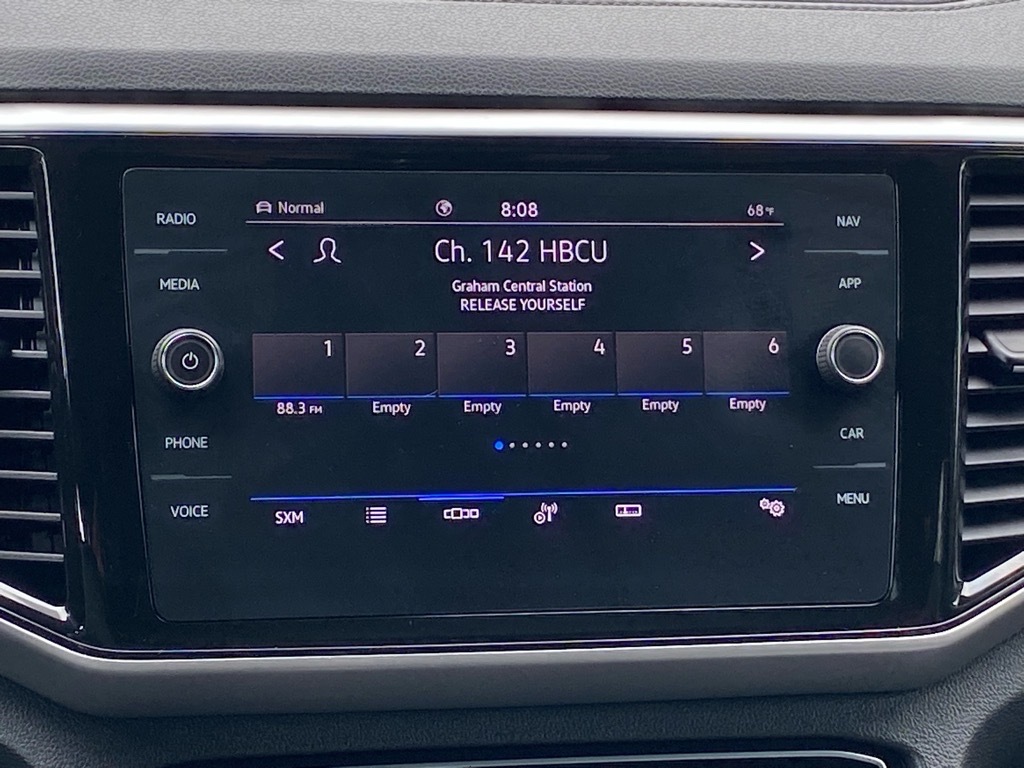 RADIO
MEDIA
PHONE
VOICE
Normal 8:08 68°F
Ch. 142 HBCU
Graham Central Station
RELEASE YOURSELF
1 2 3 4 5 6
88.3 FM Empty Empty Empty Empty Empty
SXM
NAV
APP
CAR
MENU